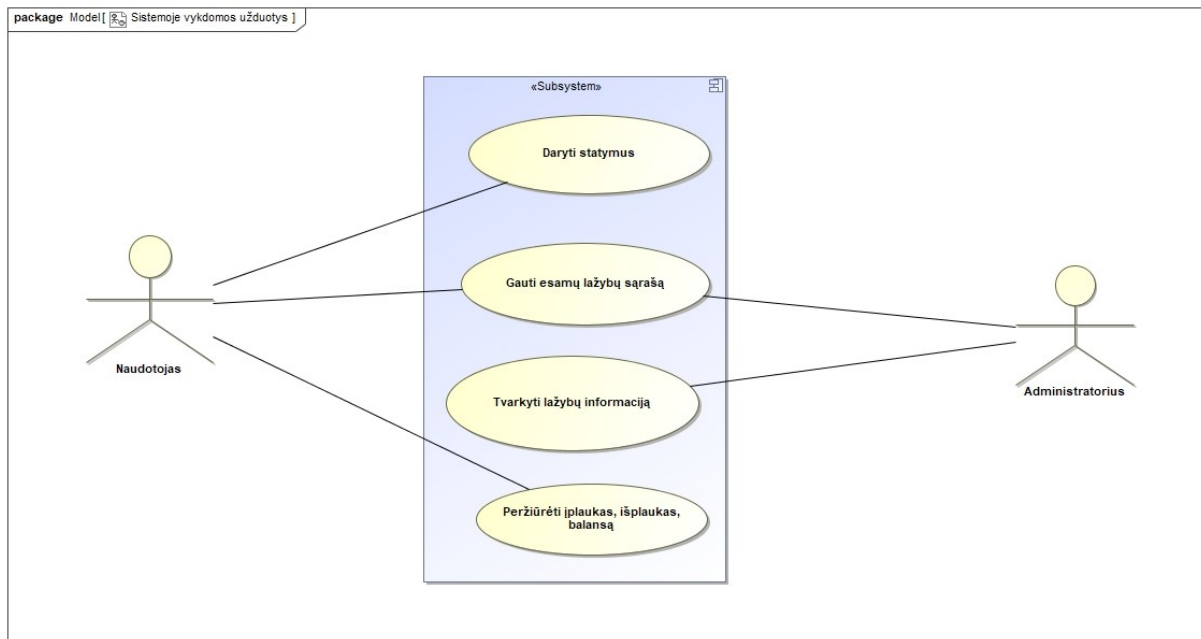 package Model[ Sistemoje vykdomos užduotys ]
«Subsystem»
Daryti statymus
Gauti esamų lažybų sąrašą
Naudotojas
Administratorius
Tvarkyti lažybų informaciją
Peržiūrėti įplaukas, išplaukas,
balansą